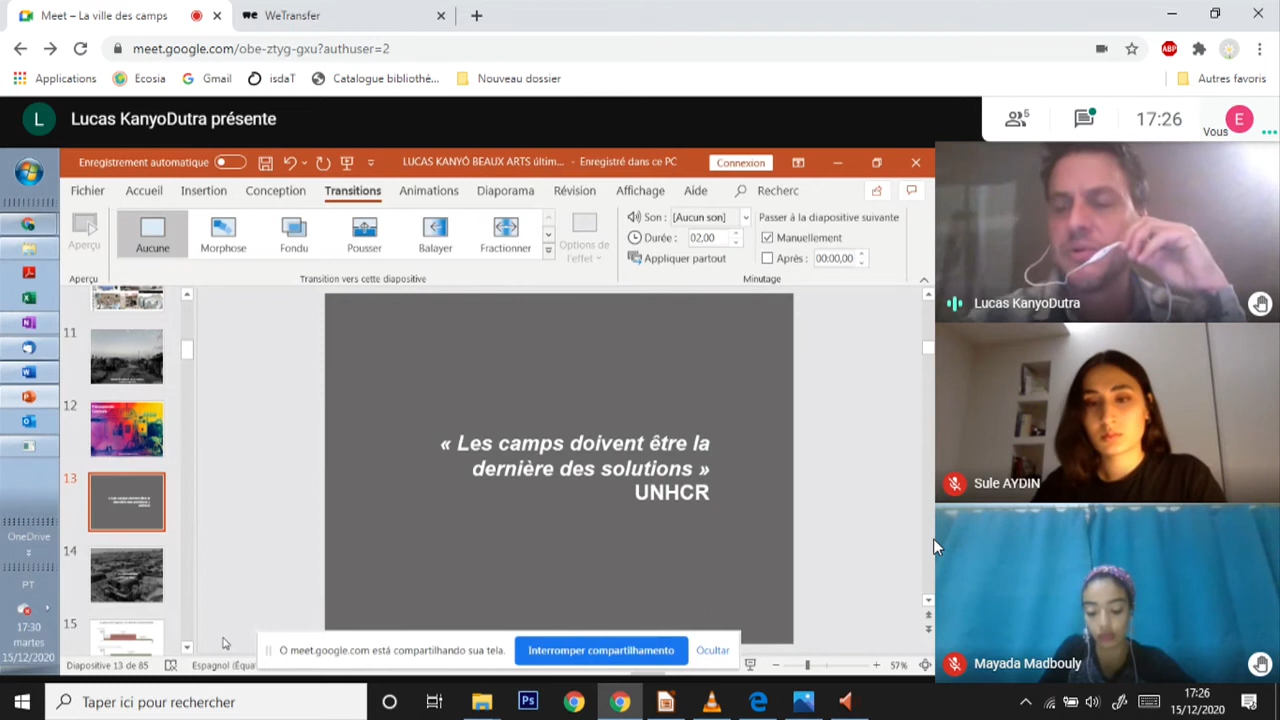 Meet – La ville des camps
WeTransfer
meet.google.com/obe-ztyg-gxu?authuser=2
ABP
Applications
Ecosia
Gmail
isdaT
Catalogue bibliothè...
Nouveau dossier
Autres favoris
L
Lucas KanyoDutra présente
5
17:26
Vous
E
Enregistrement automatique
LUCAS KANYÓ BEAUX ARTS últim... - Enregistré dans ce PC
Connexion
Fichier
Accueil
Insertion
Conception
Transitions
Animations
Diaporama
Révision
Affichage
Aide
Recherc
Aperçu
Aucune
Morphose
Fondu
Pousser
Balayer
Fractionner
Options de
l'effet
Son :
[Aucun son]
Durée :
02,00
Appliquer partout
Passer à la diapositive suivante
Manuellement
Après :
00:00,00
Aperçu
Transition vers cette diapositive
Minutage
11
12
13
14
15
« Les camps doivent être la
dernière des solutions »
UNHCR
Lucas KanyoDutra
Sule AYDIN
Mayada Madbouly
OneDrive
PT
17:30
martes
15/12/2020
O meet.google.com está compartilhando sua tela.
Interromper compartilhamento
Ocultar
Diapositive 13 de 85
Espagnol (Équa
57%
Taper ici pour rechercher
Ps
17:26
15/12/2020